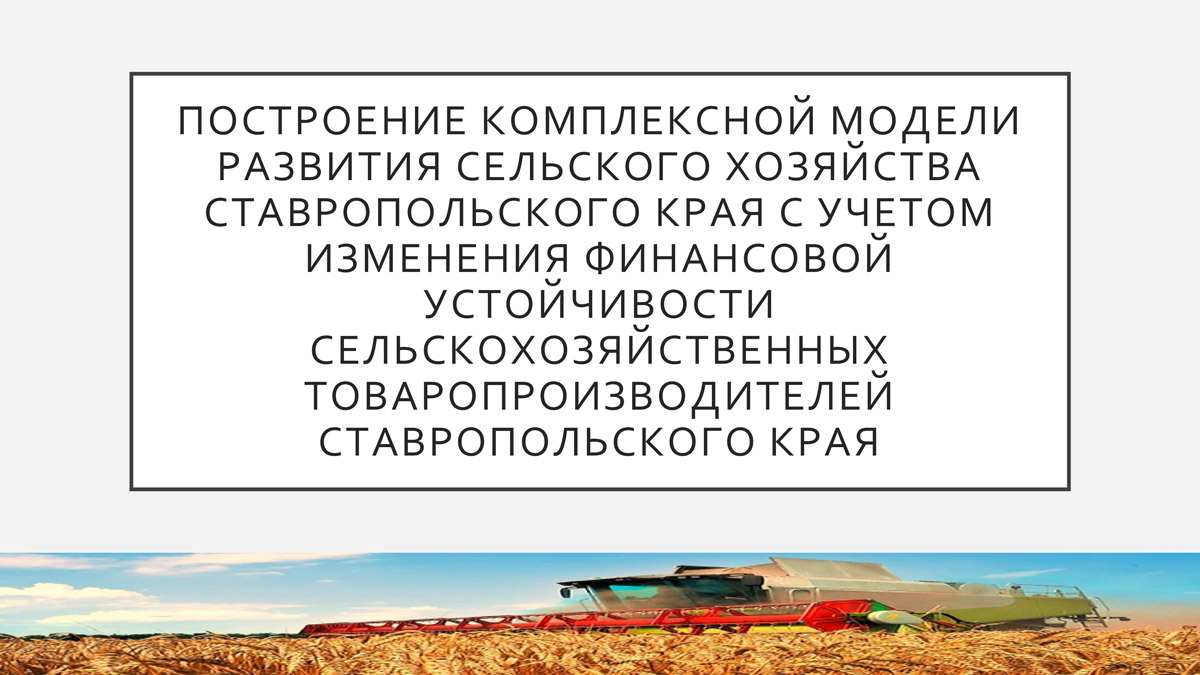 ПОСТРОЕНИЕ КОМПЛЕКСНОЙ МОДЕЛИ
РАЗВИТИЯ СЕЛЬСКОГО ХОЗЯЙСТВА
СТАВРОПОЛЬСКОГО КРАЯ С УЧЕТОМ
ИЗМЕНЕНИЯ ФИНАНСОВОЙ
УСТОЙЧИВОСТИ
СЕЛЬСКОХОЗЯЙСТВЕННЫХ
ТОВАРОПРОИЗВОДИТЕЛЕЙ
СТАВРОПОЛЬСКОГО КРАЯ